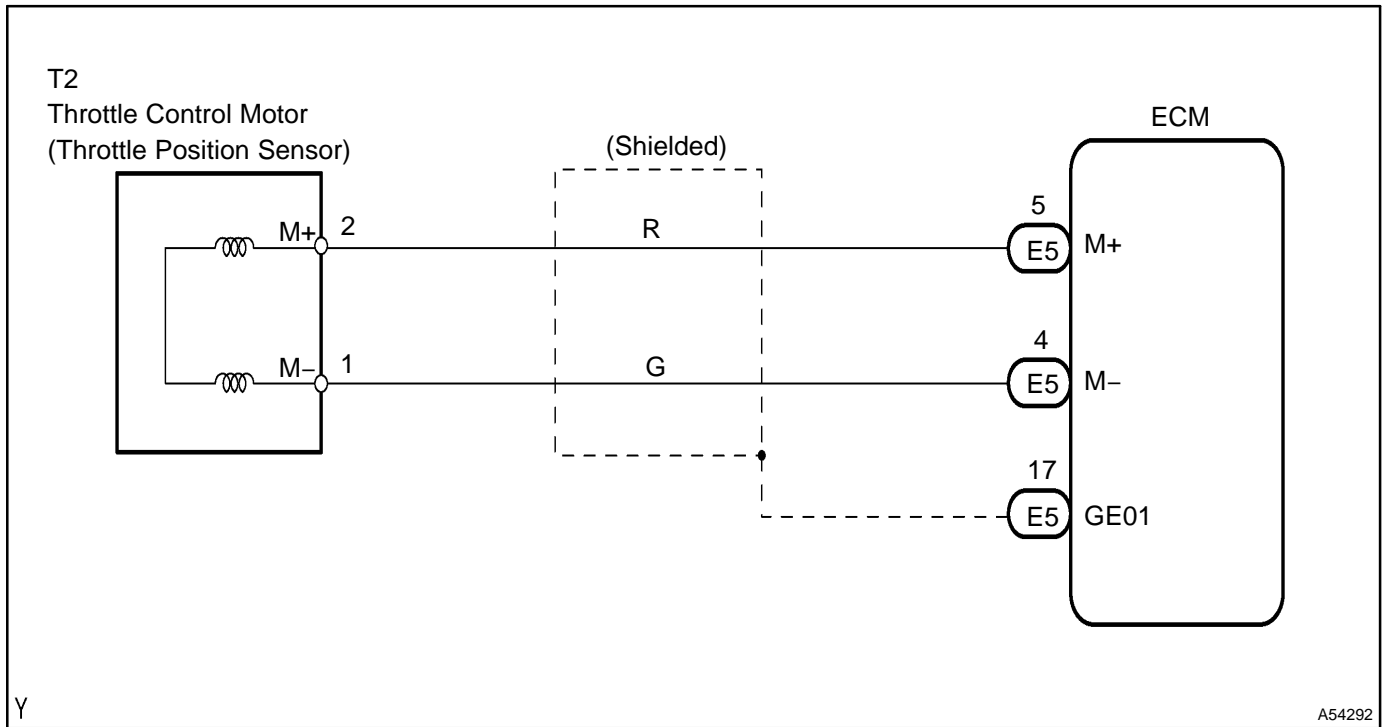 T2
Throttle Control Motor
(Throttle Position Sensor)
(Shielded)
ECM
M+
2
R
5
E5
M+
M−
1
G
4
E5
M−
17
E5
GE01
Y
A54292